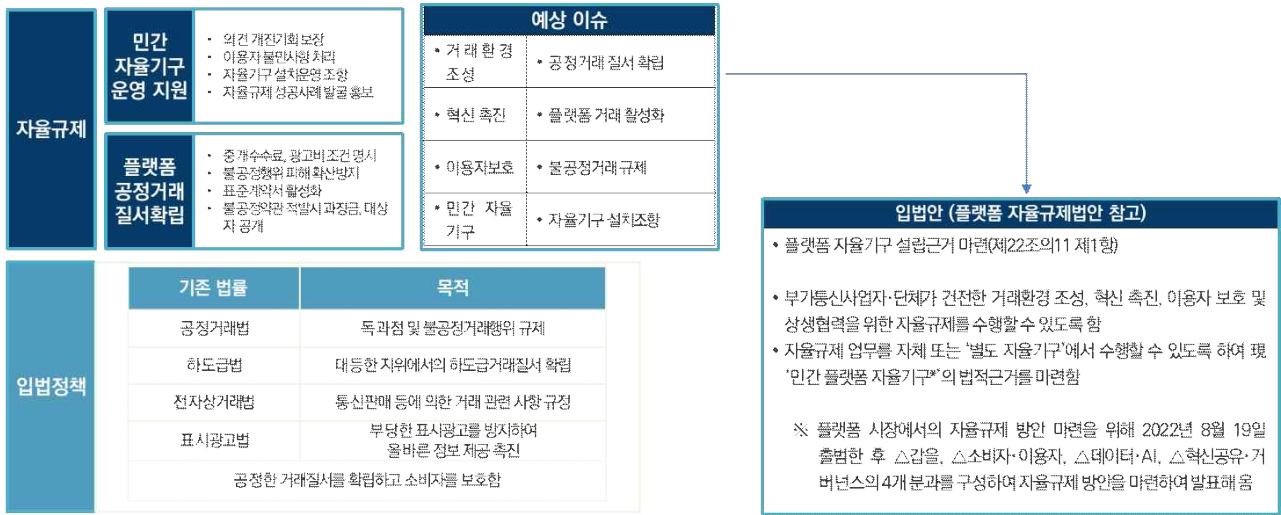 자율규제
민간
자율기구
운영 지원
• 의견 개진기회 보장
• 이용자 불만사항 처리
• 자율기구 설치운영 조항
• 자율규제 성공사례 발굴 홍보
플랫폼
공정거래
질서확립
• 중개수수료, 광고비 조건 명시
• 불공정행위 피해 확산방지
• 표준계약서 활성화
• 불공정약관 적발시 과징금, 대상
자 공개
예상 이슈
• 거래환경
조성
• 공정거래 질서 확립
• 혁신 촉진
• 플랫폼 거래 활성화
• 이용자보호
• 불공정거래 규제
• 민간 자율
기구
• 자율기구 설치조항
입법정책
기존 법률
목적
공정거래법
독과점 및 불공정거래행위 규제
하도급법
대등한 지위에서의 하도급거래질서 확립
전자상거래법
통신판매 등에 의한 거래 관련 사항 규정
표시광고법
부당한 표시광고를 방지하여
올바른 정보 제공 촉진
공정한 거래질서를 확립하고 소비자를 보호함
입법안 (플랫폼 자율규제법안 참고)
• 플랫폼 자율기구 설립근거 마련(제22조의11 제1항)
• 부가통신사업자·단체가 건전한 거래환경 조성, 혁신 촉진, 이용자 보호 및
상생협력을 위한 자율규제를 수행할 수 있도록 함
• 자율규제 업무를 자체 또는 '별도 자율기구'에서 수행할 수 있도록 하여 現
'민간 플랫폼 자율기구*'의 법적근거를 마련함
※ 플랫폼 시장에서의 자율규제 방안 마련을 위해 2022년 8월 19일
출범한 후 △갑을, △소비자·이용자, △데이터·AI, △혁신공유·거
버넌스의 4개 분과를 구성하여 자율규제 방안을 마련하여 발표해 옴